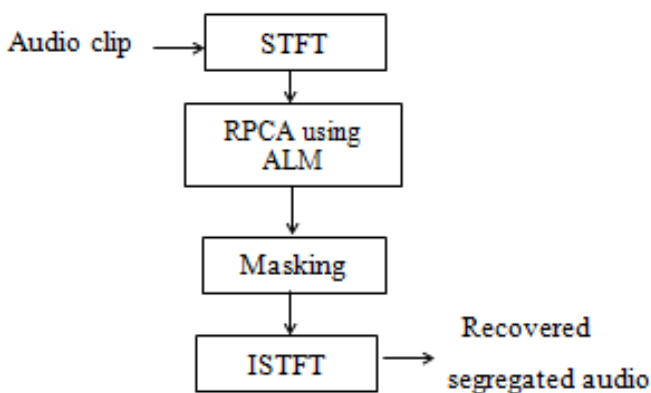 Audio clip
STFT
RPCA using
ALM
Masking
ISTFT
Recovered
segregated audio